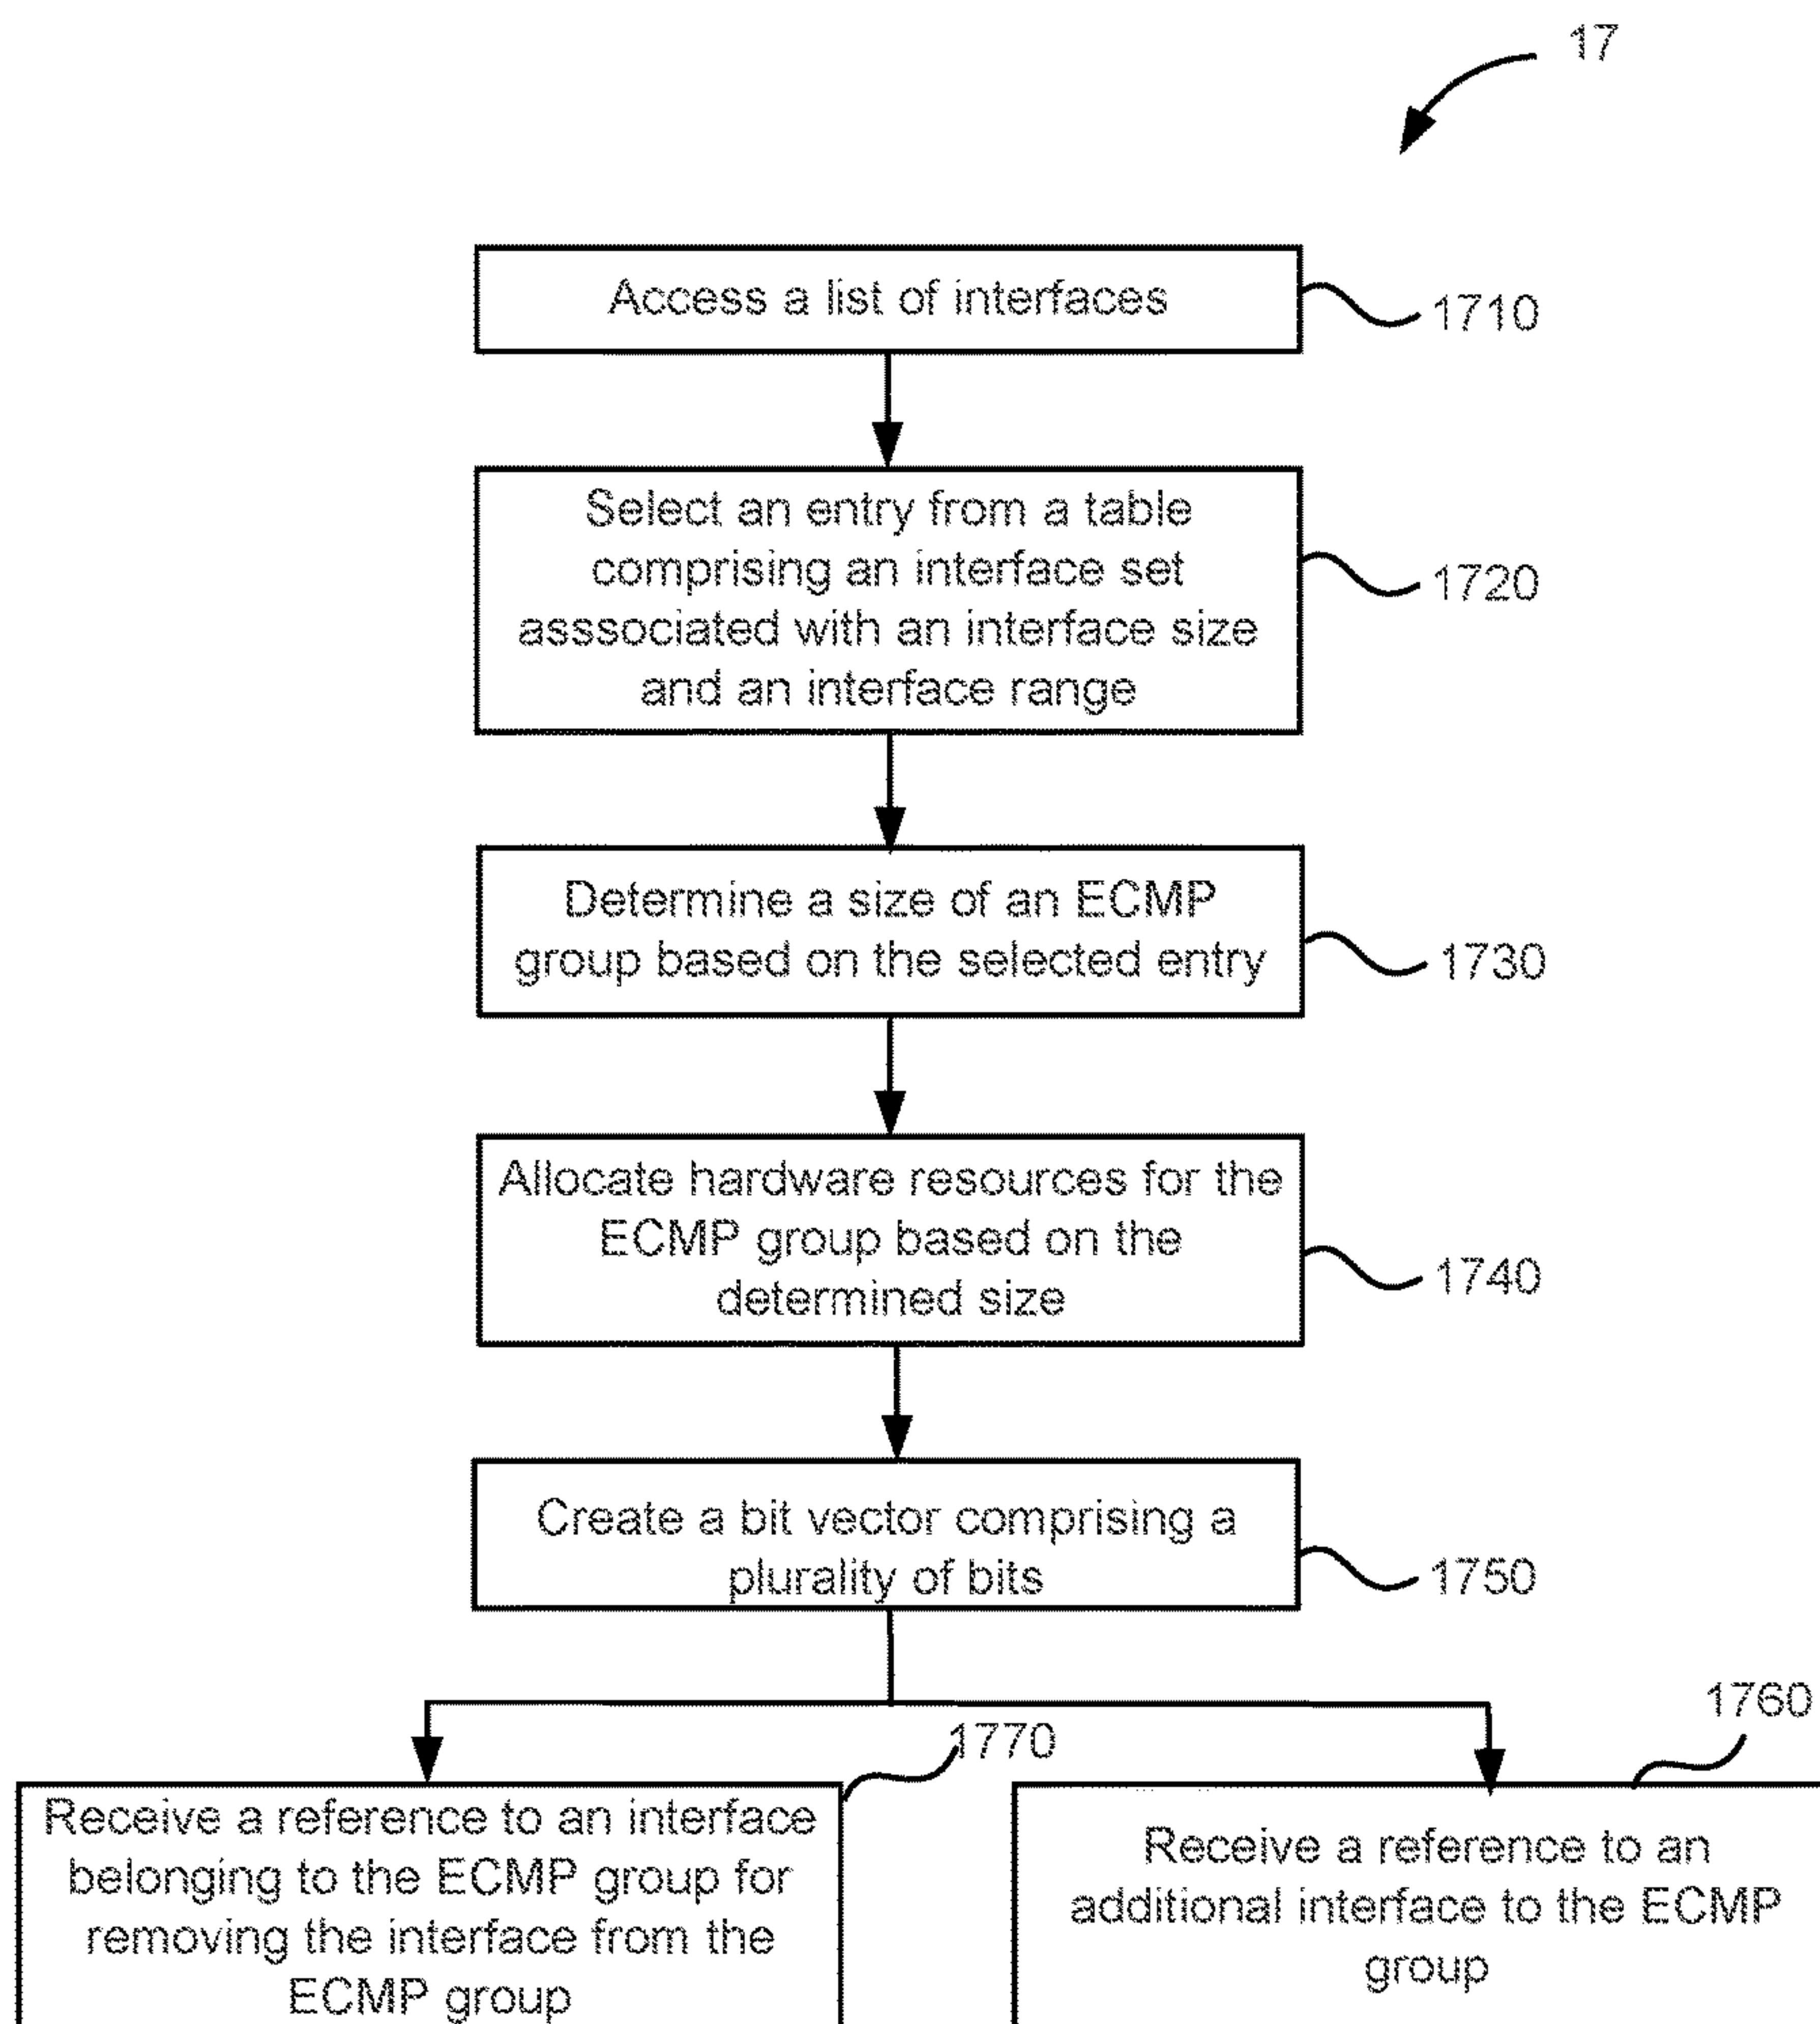 17
Access a list of interfaces
1710
Select an entry from a table
comprising an interface set
asssociated with an interface size
and an interface range
1720
Determine a size of an ECMP
group based on the selected entry
1730
Allocate hardware resources for the
ECMP group based on the
determined size
1740
Create a bit vector comprising a
plurality of bits
1750
1770
Receive a reference to an interface
belonging to the ECMP group for
removing the interface from the
ECMP group
1760
Receive a reference to an
additional interface to the ECMP
group